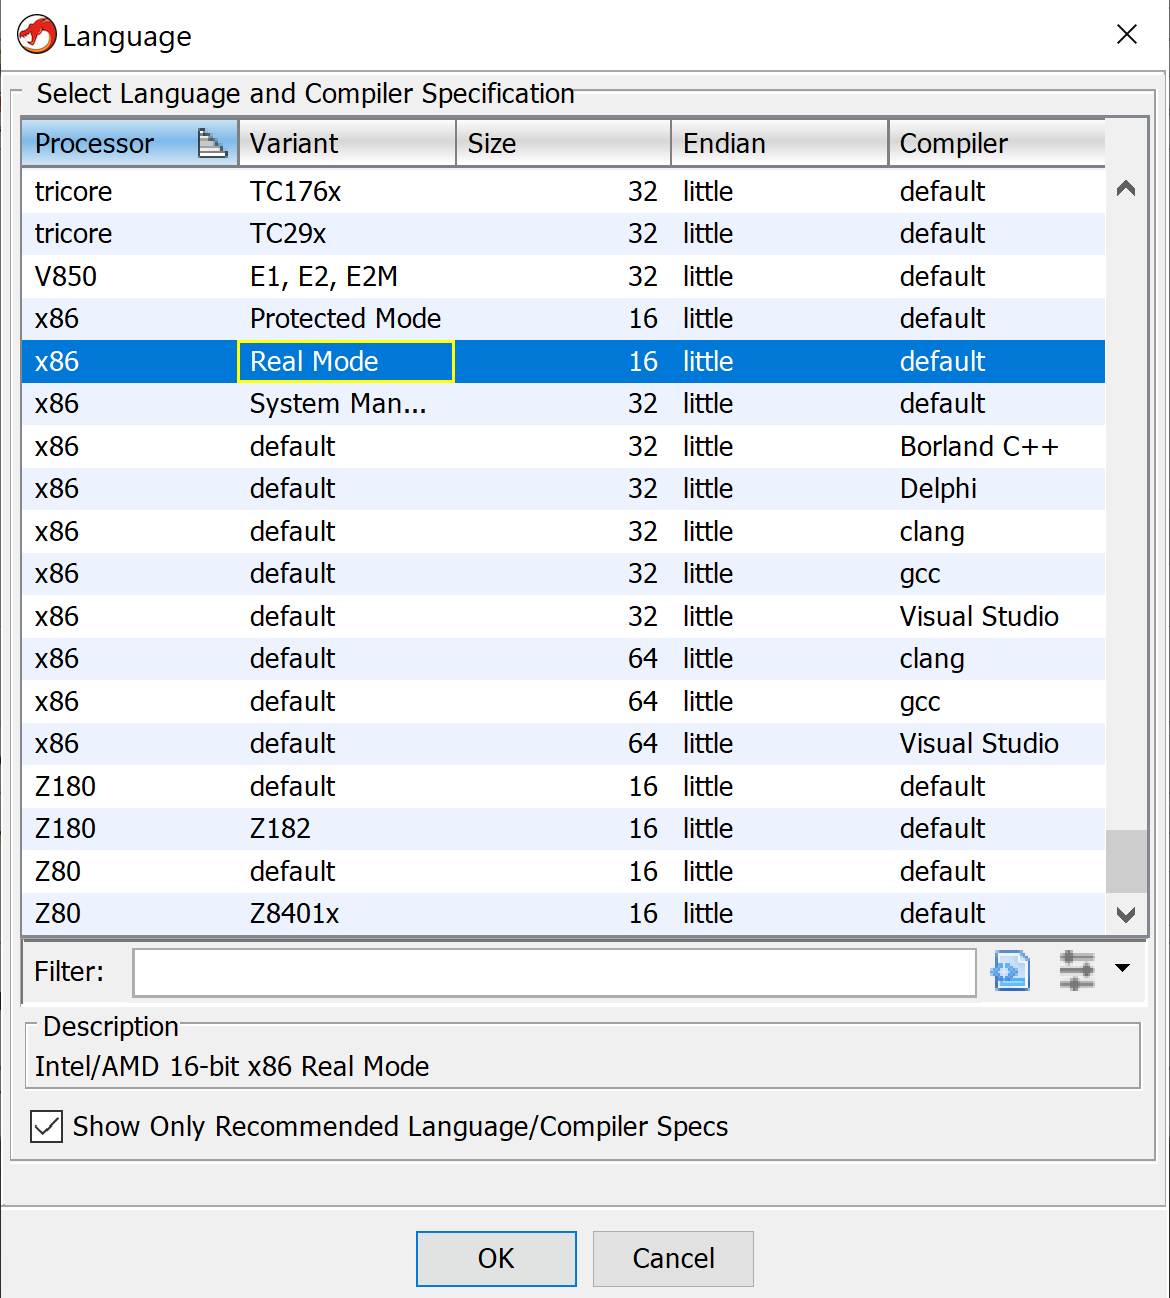 Language
Select Language and Compiler Specification
Processor Variant Size Endian Compiler
tricore TC176x 32 little default
tricore TC29x 32 little default
V850 E1, E2, E2M 32 little default
x86 Protected Mode 16 little default
x86 Real Mode 16 little default
x86 System Man... 32 little default
x86 default 32 little Borland C++
x86 default 32 little Delphi
x86 default 32 little clang
x86 default 32 little gcc
x86 default 32 little Visual Studio
x86 default 64 little clang
x86 default 64 little gcc
x86 default 64 little Visual Studio
Z180 default 16 little default
Z180 Z182 16 little default
Z80 default 16 little default
Z80 Z8401x 16 little default
Filter:
Description
Intel/AMD 16-bit x86 Real Mode
Show Only Recommended Language/Compiler Specs
OK Cancel